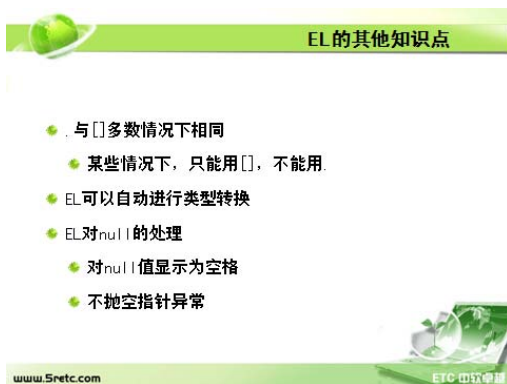 EL的其他知识点
. 与[]多数情况下相同
某些情况下，只能用[]，不能用.
EL可以自动进行类型转换
EL对null的处理
对null值显示为空格
不抛空指针异常
www.5retc.com
ETC 中软卓越